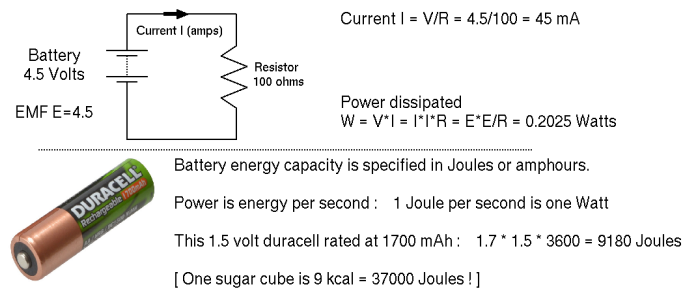 Current I (amps)
Current I = V/R = 4.5/100 = 45 mA
Battery
4.5 Volts
Resistor
100 ohms
EMF E=4.5
Power dissipated
W = V*I = I*I*R = E*E/R = 0.2025 Watts
DURACELL
Rechargeable 1700mAh
Battery energy capacity is specified in Joules or amphours.
Power is energy per second : 1 Joule per second is one Watt
This 1.5 volt duracell rated at 1700 mAh : 1.7 * 1.5 * 3600 = 9180 Joules
[ One sugar cube is 9 kcal = 37000 Joules ! ]